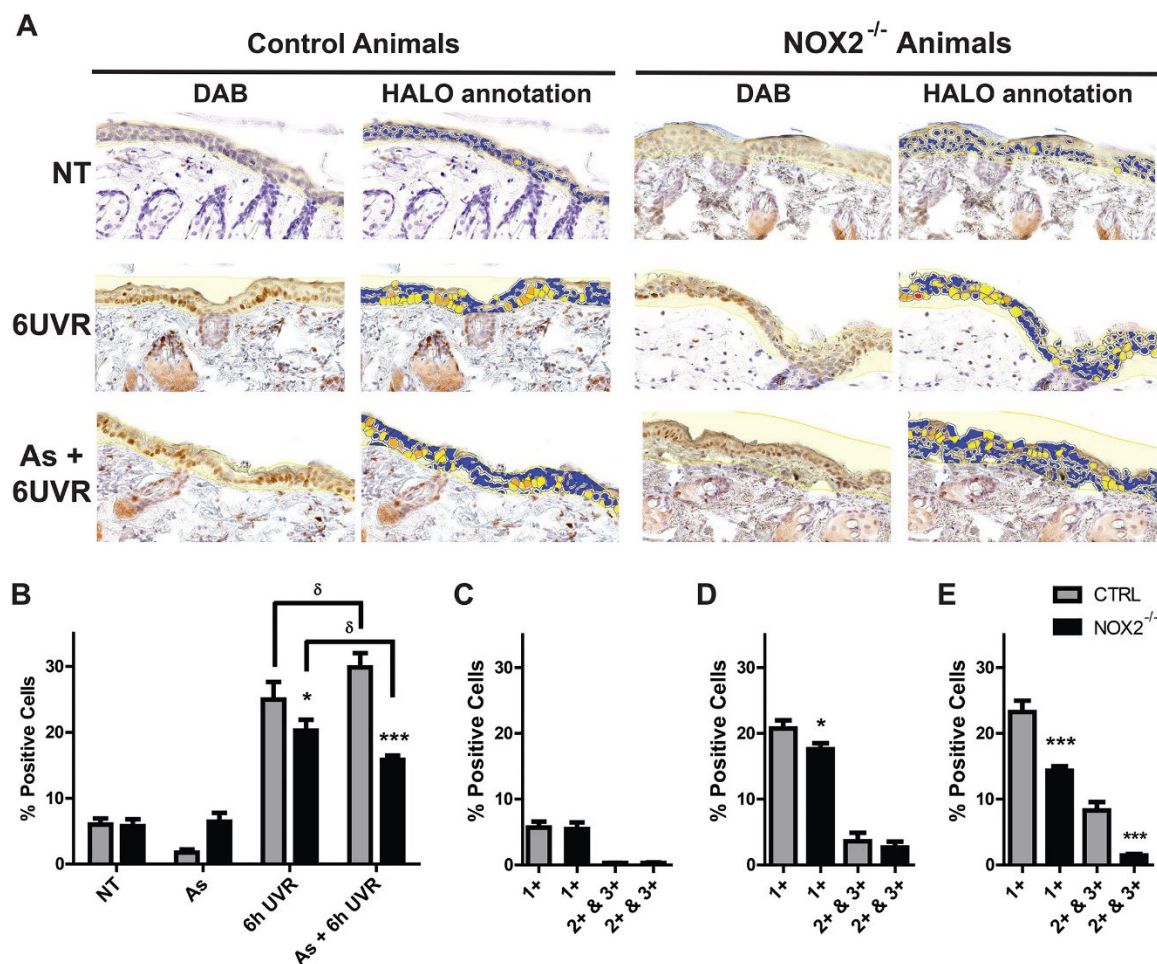 A
Control Animals
NOX2-/- Animals
DAB
HALO annotation
DAB
HALO annotation
NT
6UVR
As +
6UVR
B
δ
δ
% Positive Cells
30
20
10
0
*
***
NT
As
6h UVR
As + 6h UVR
C
% Positive Cells
30
20
10
0
1+
1+
2+ & 3+
2+ & 3+
D
% Positive Cells
30
20
10
0
*
1+
1+
2+ & 3+
2+ & 3+
E
CTRL
NOX2-/-
% Positive Cells
30
20
10
0
***
***
1+
1+
2+ & 3+
2+ & 3+